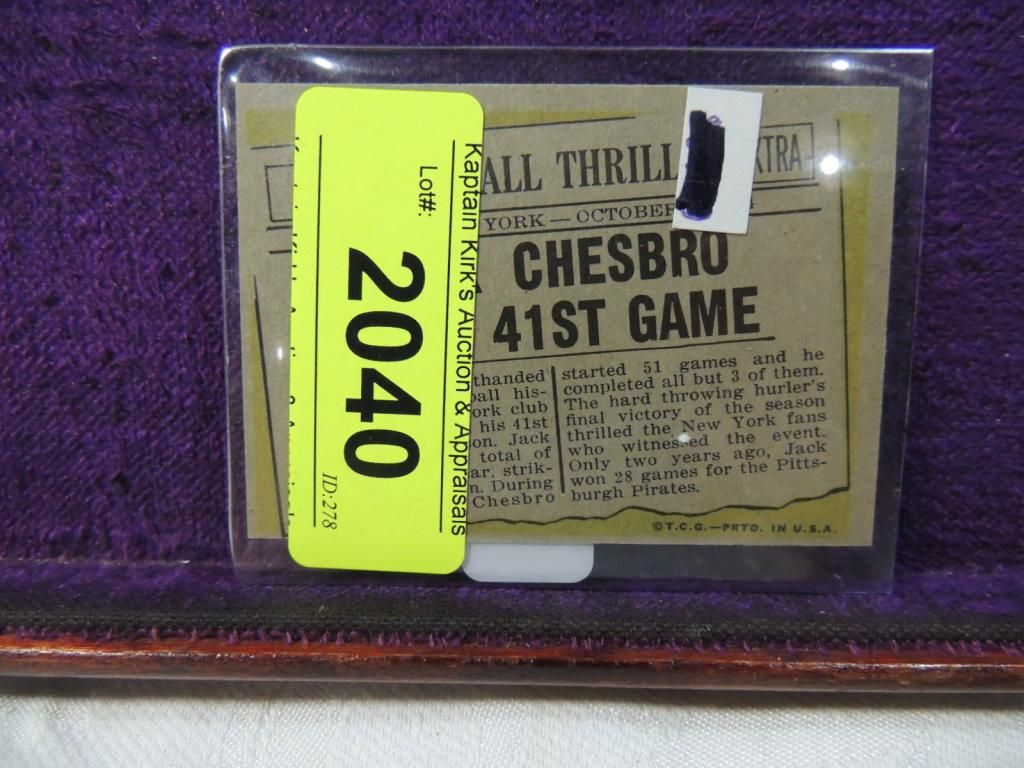 Kaptain Kirk's Auction & Appraisals
Lot#:
2040
ID:278
ALL THRILL
XTRA
YORK — OCTOBER
CHESBRO
41ST GAME
thanded
ball his-
ork club
his 41st
on. Jack
total of
ar, strik-
n. During
Chesbro
started 51 games and he
completed all but 3 of them.
The hard throwing hurler's
final victory of the season
thrilled the New York fans
who witnessed the event.
Only two years ago, Jack
won 28 games for the Pitts-
burgh Pirates.
©T.C.G.—PRTD. IN U.S.A.